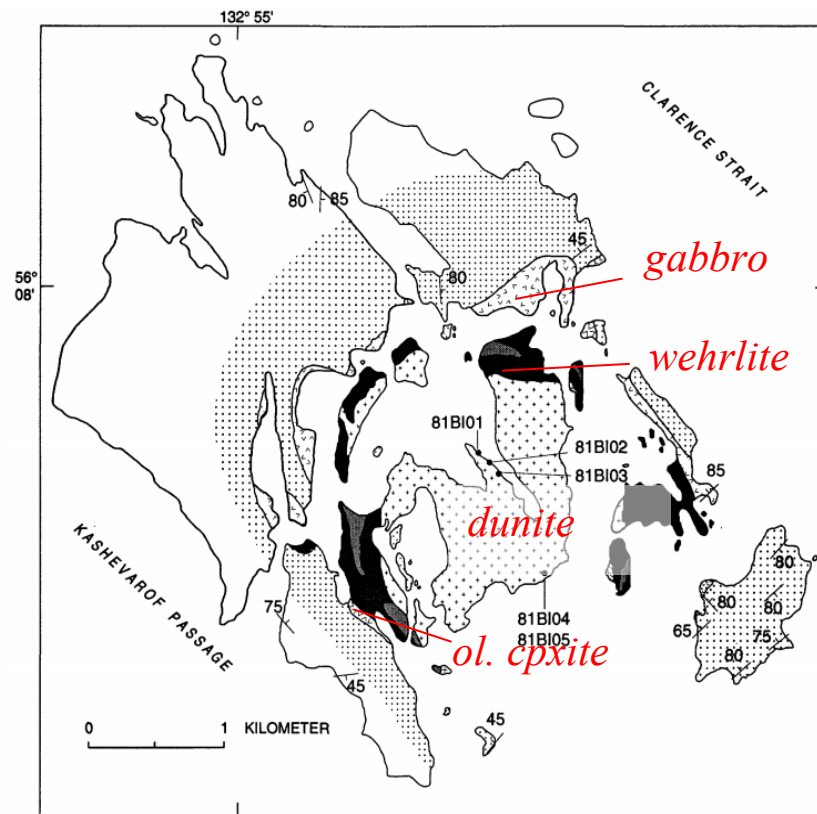 132° 55'
CLARENCE STRAIT
80
85
45
56°
08'
80
gabbro
wehrlite
81BI01
81BI02
81BI03
85
dunite
KASHEVAROF PASSAGE
75
80
80
80
81BI04
65
75
81BI05
ol. cpxite
80
45
45
0 1 KILOMETER